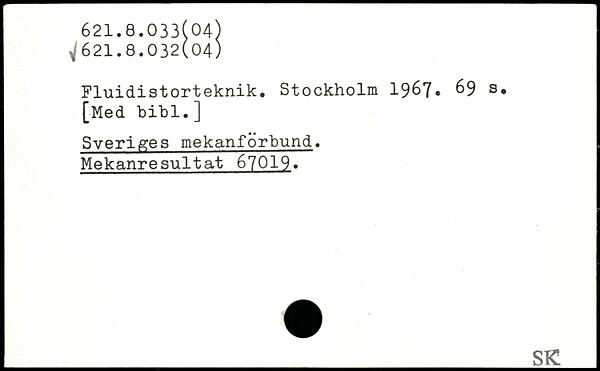 621.8.033(04)
√621.8.032(04)
Fluidistorteknik. Stockholm 1967. 69 s.
[Med bibl.]
Sveriges mekanförbund.
Mekanresultat 67019.
SK